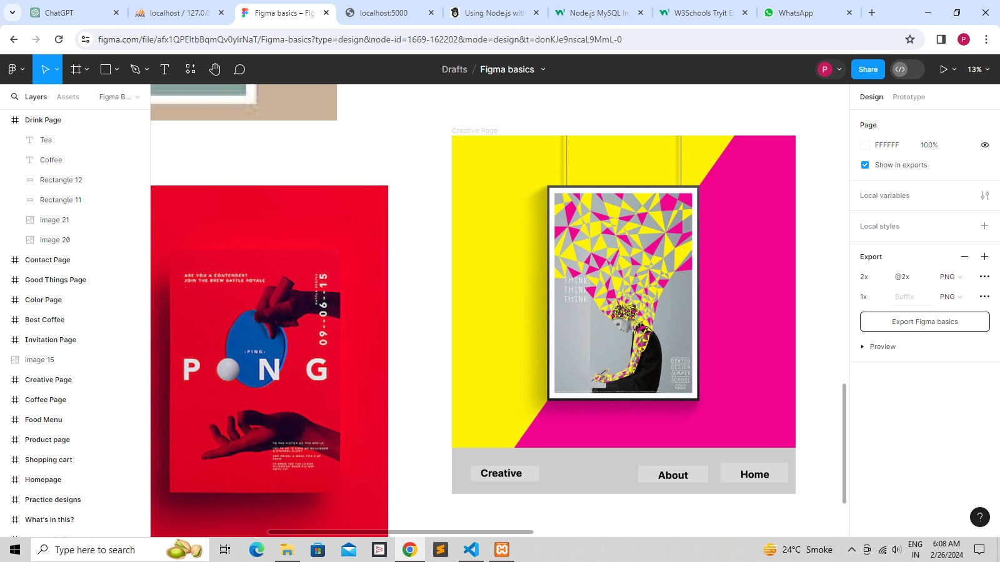 ChatGPT
localhost / 127.0.0
Figma basics – Fig
localhost:5000
Using Node.js with
Node.js MySQL In
W3Schools Tryit E
WhatsApp
figma.com/file/afx1QPEItbBqmQv0ylrNaT/Figma-basics?type=design&node-id=1669-162202&mode=design&t=donKJe9nscaL9MmL-0
P
Drafts / Figma basics
P
Share
13%
Layers
Assets
Figma B...
Drink Page
Tea
Coffee
Rectangle 12
Rectangle 11
image 21
image 20
Contact Page
Good Things Page
Color Page
Best Coffee
Invitation Page
image 15
Creative Page
Coffee Page
Food Menu
Product page
Shopping cart
Homepage
Practice designs
What's in this?
ARE YOU A CONTENDER?
JOIN THE BREW BATTLE ROYALE
09--06--15
-PING-
P O N G
Creative Page
THINK
THINK
THINK.
DENTSU
DESIGN
SUMMER
SCHOOL
2015
Creative
About
Home
Design
Prototype
Page
FFFFFF 100%
Show in exports
Local variables
Local styles
Export
2x @2x PNG
1x Suffix PNG
Export Figma basics
Preview
?
Type here to search
24°C Smoke
ENG
IN
6:08 AM
2/26/2024